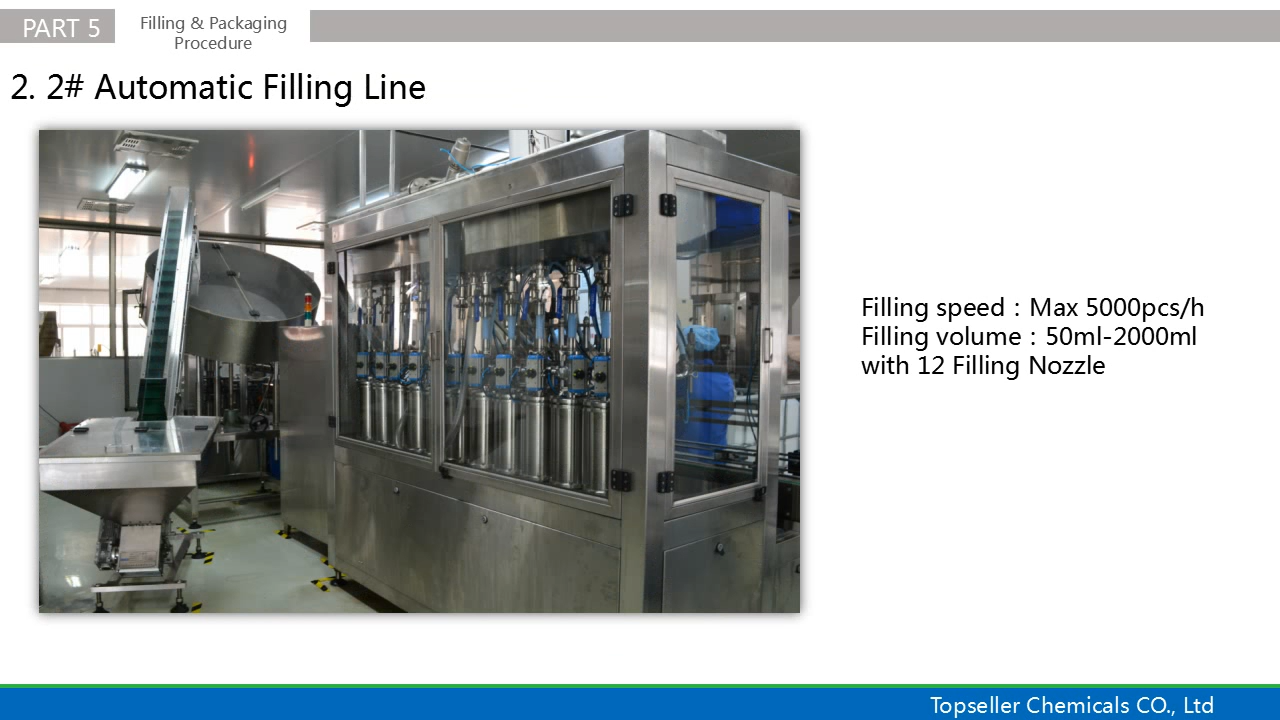 PART 5
Filling & Packaging
Procedure
2. 2# Automatic Filling Line
Filling speed：Max 5000pcs/h
Filling volume：50ml-2000ml
with 12 Filling Nozzle
Topseller Chemicals CO., Ltd